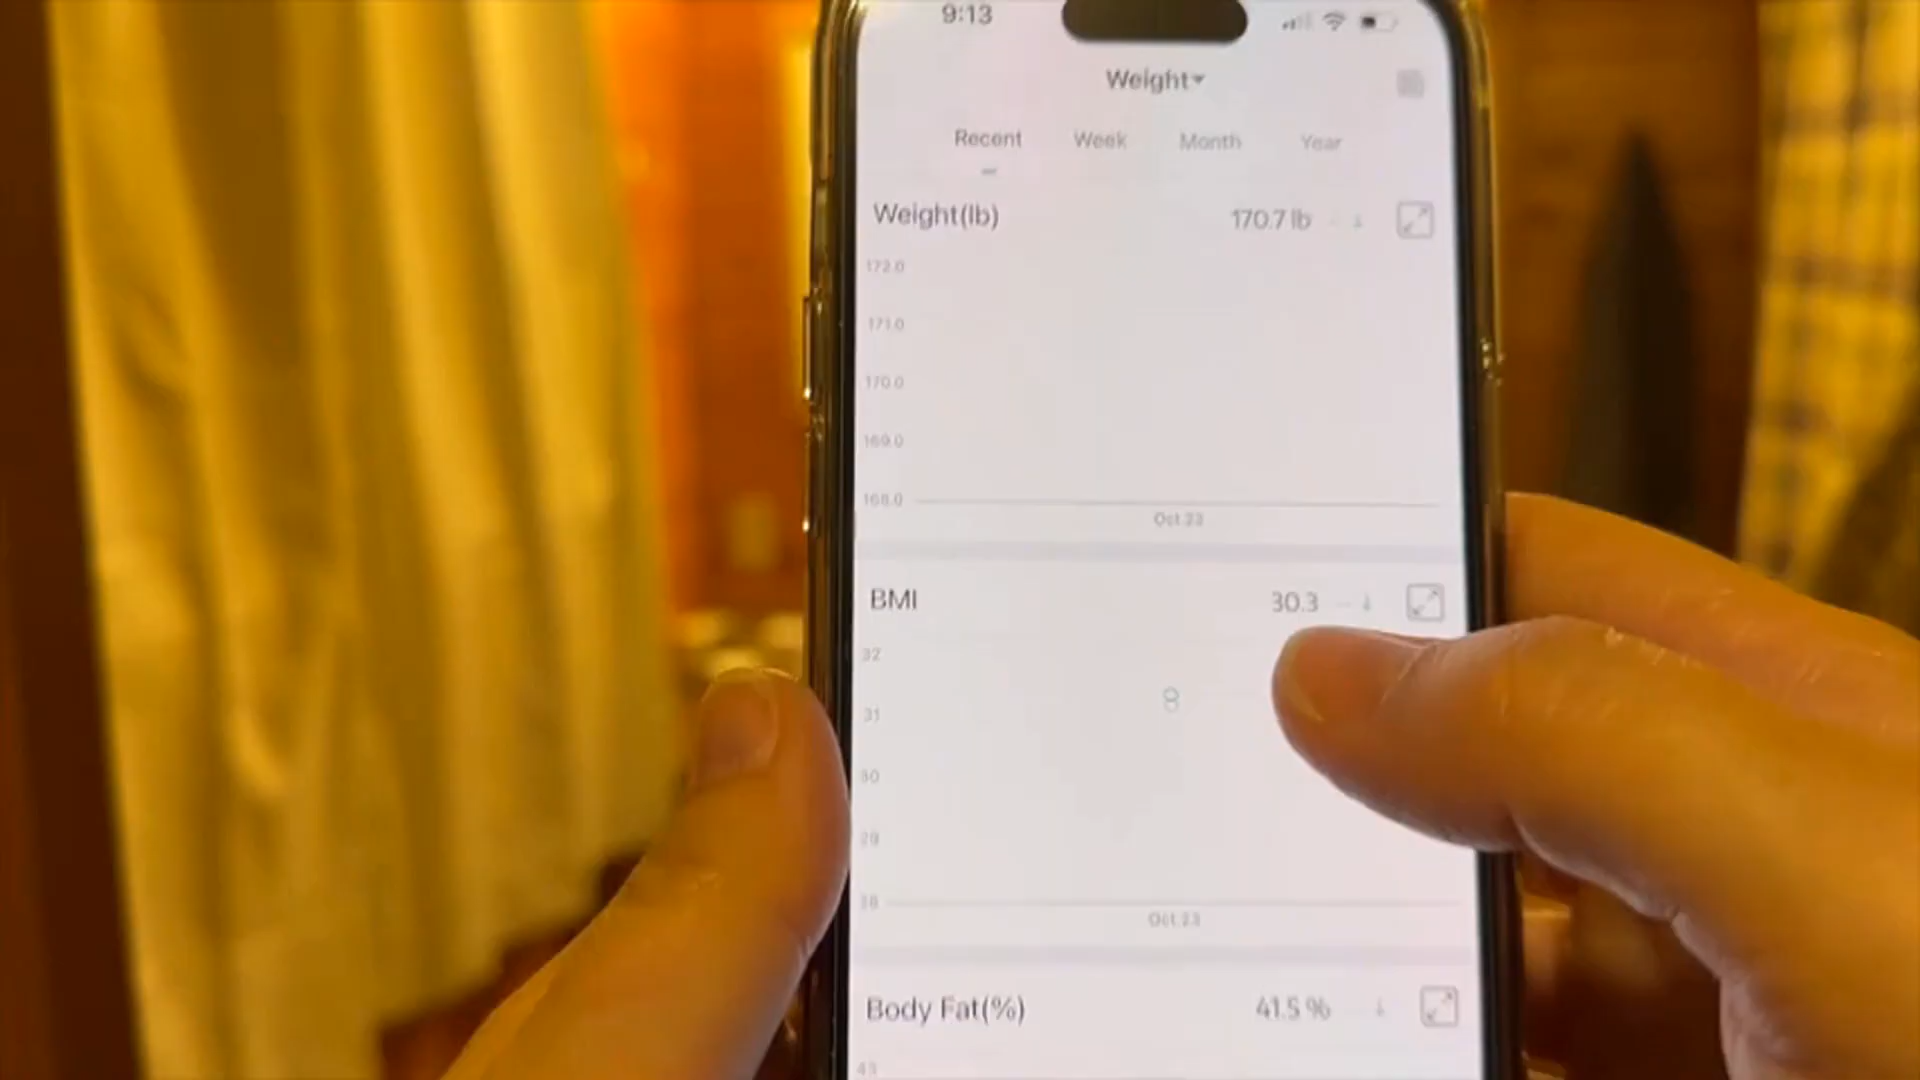 9:13
Weight
Recent Week Month Year
Weight(lb) 170.7 lb
172.0
171.0
170.0
169.0
168.0
Oct 23
BMI 30.3
32
31
30
29
28
Oct 23
Body Fat(%) 41.5 %
43